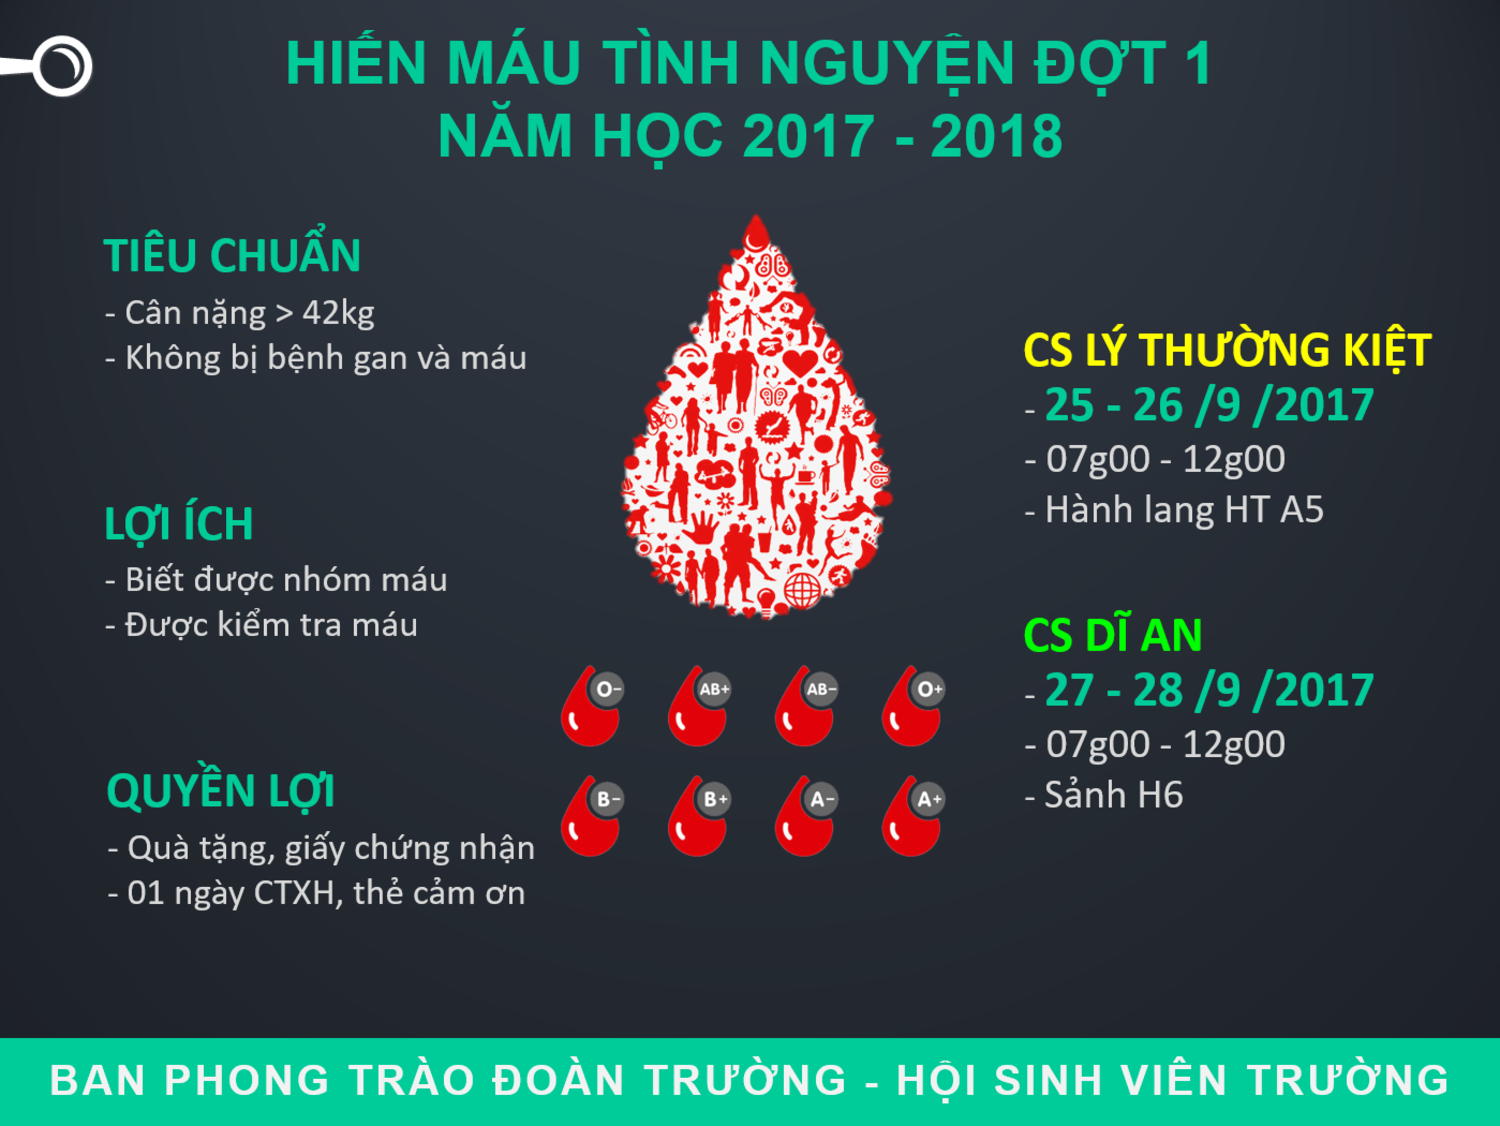 HIẾN MÁU TÌNH NGUYỆN ĐỢT 1
NĂM HỌC 2017 - 2018
TIÊU CHUẨN
- Cân nặng > 42kg
- Không bị bệnh gan và máu
LỢI ÍCH
- Biết được nhóm máu
- Được kiểm tra máu
QUYỀN LỢI
- Quà tặng, giấy chứng nhận
- 01 ngày CTXH, thẻ cảm ơn
O−
AB+
AB−
O+
B−
B+
A−
A+
CS LÝ THƯỜNG KIỆT
- 25 - 26 /9 /2017
- 07g00 - 12g00
- Hành lang HT A5
CS DĨ AN
- 27 - 28 /9 /2017
- 07g00 - 12g00
- Sảnh H6
BAN PHONG TRÀO ĐOÀN TRƯỜNG - HỘI SINH VIÊN TRƯỜNG